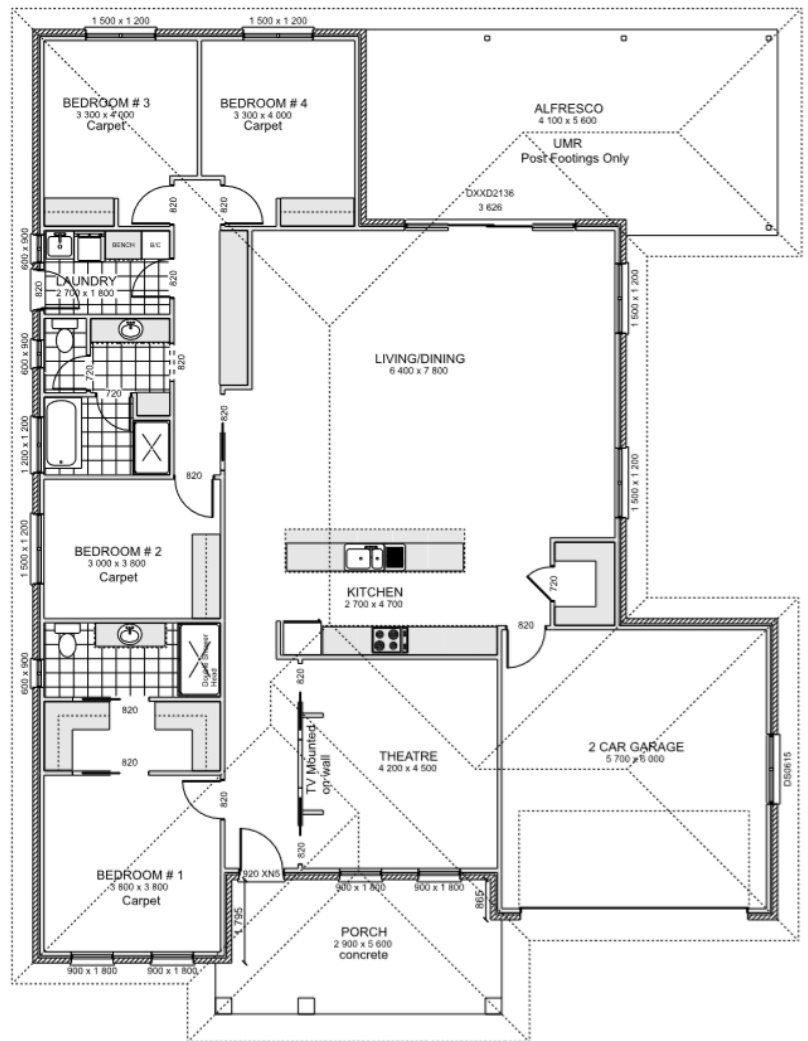 1 500 x 1 200
1 500 x 1 200
BEDROOM # 3
3 300 x 4 000
Carpet
BEDROOM # 4
3 300 x 4 000
Carpet
ALFRESCO
4 100 x 5 600
UMR
Post Footings Only
DXXD2136
3 626
820
820
600 x 900
BENCH
B/C
820
LAUNDRY
2 700 x 1 800
820
1 500 x 1 200
600 x 900
720
820
720
LIVING/DINING
6 400 x 7 800
1 200 x 1 200
820
820
1 500 x 1 200
1 500 x 1 200
BEDROOM # 2
3 000 x 3 800
Carpet
KITCHEN
2 700 x 4 700
720
820
600 x 900
Double Shower
Head
820
820
820
TV Mounted
on wall
THEATRE
4 200 x 4 500
2 CAR GARAGE
5 700 x 6 000
DS0615
820
820
920 XN5
900 x 1 800
900 x 1 800
BEDROOM # 1
3 800 x 3 800
Carpet
1 795
865
PORCH
2 900 x 5 600
concrete
900 x 1 800
900 x 1 800